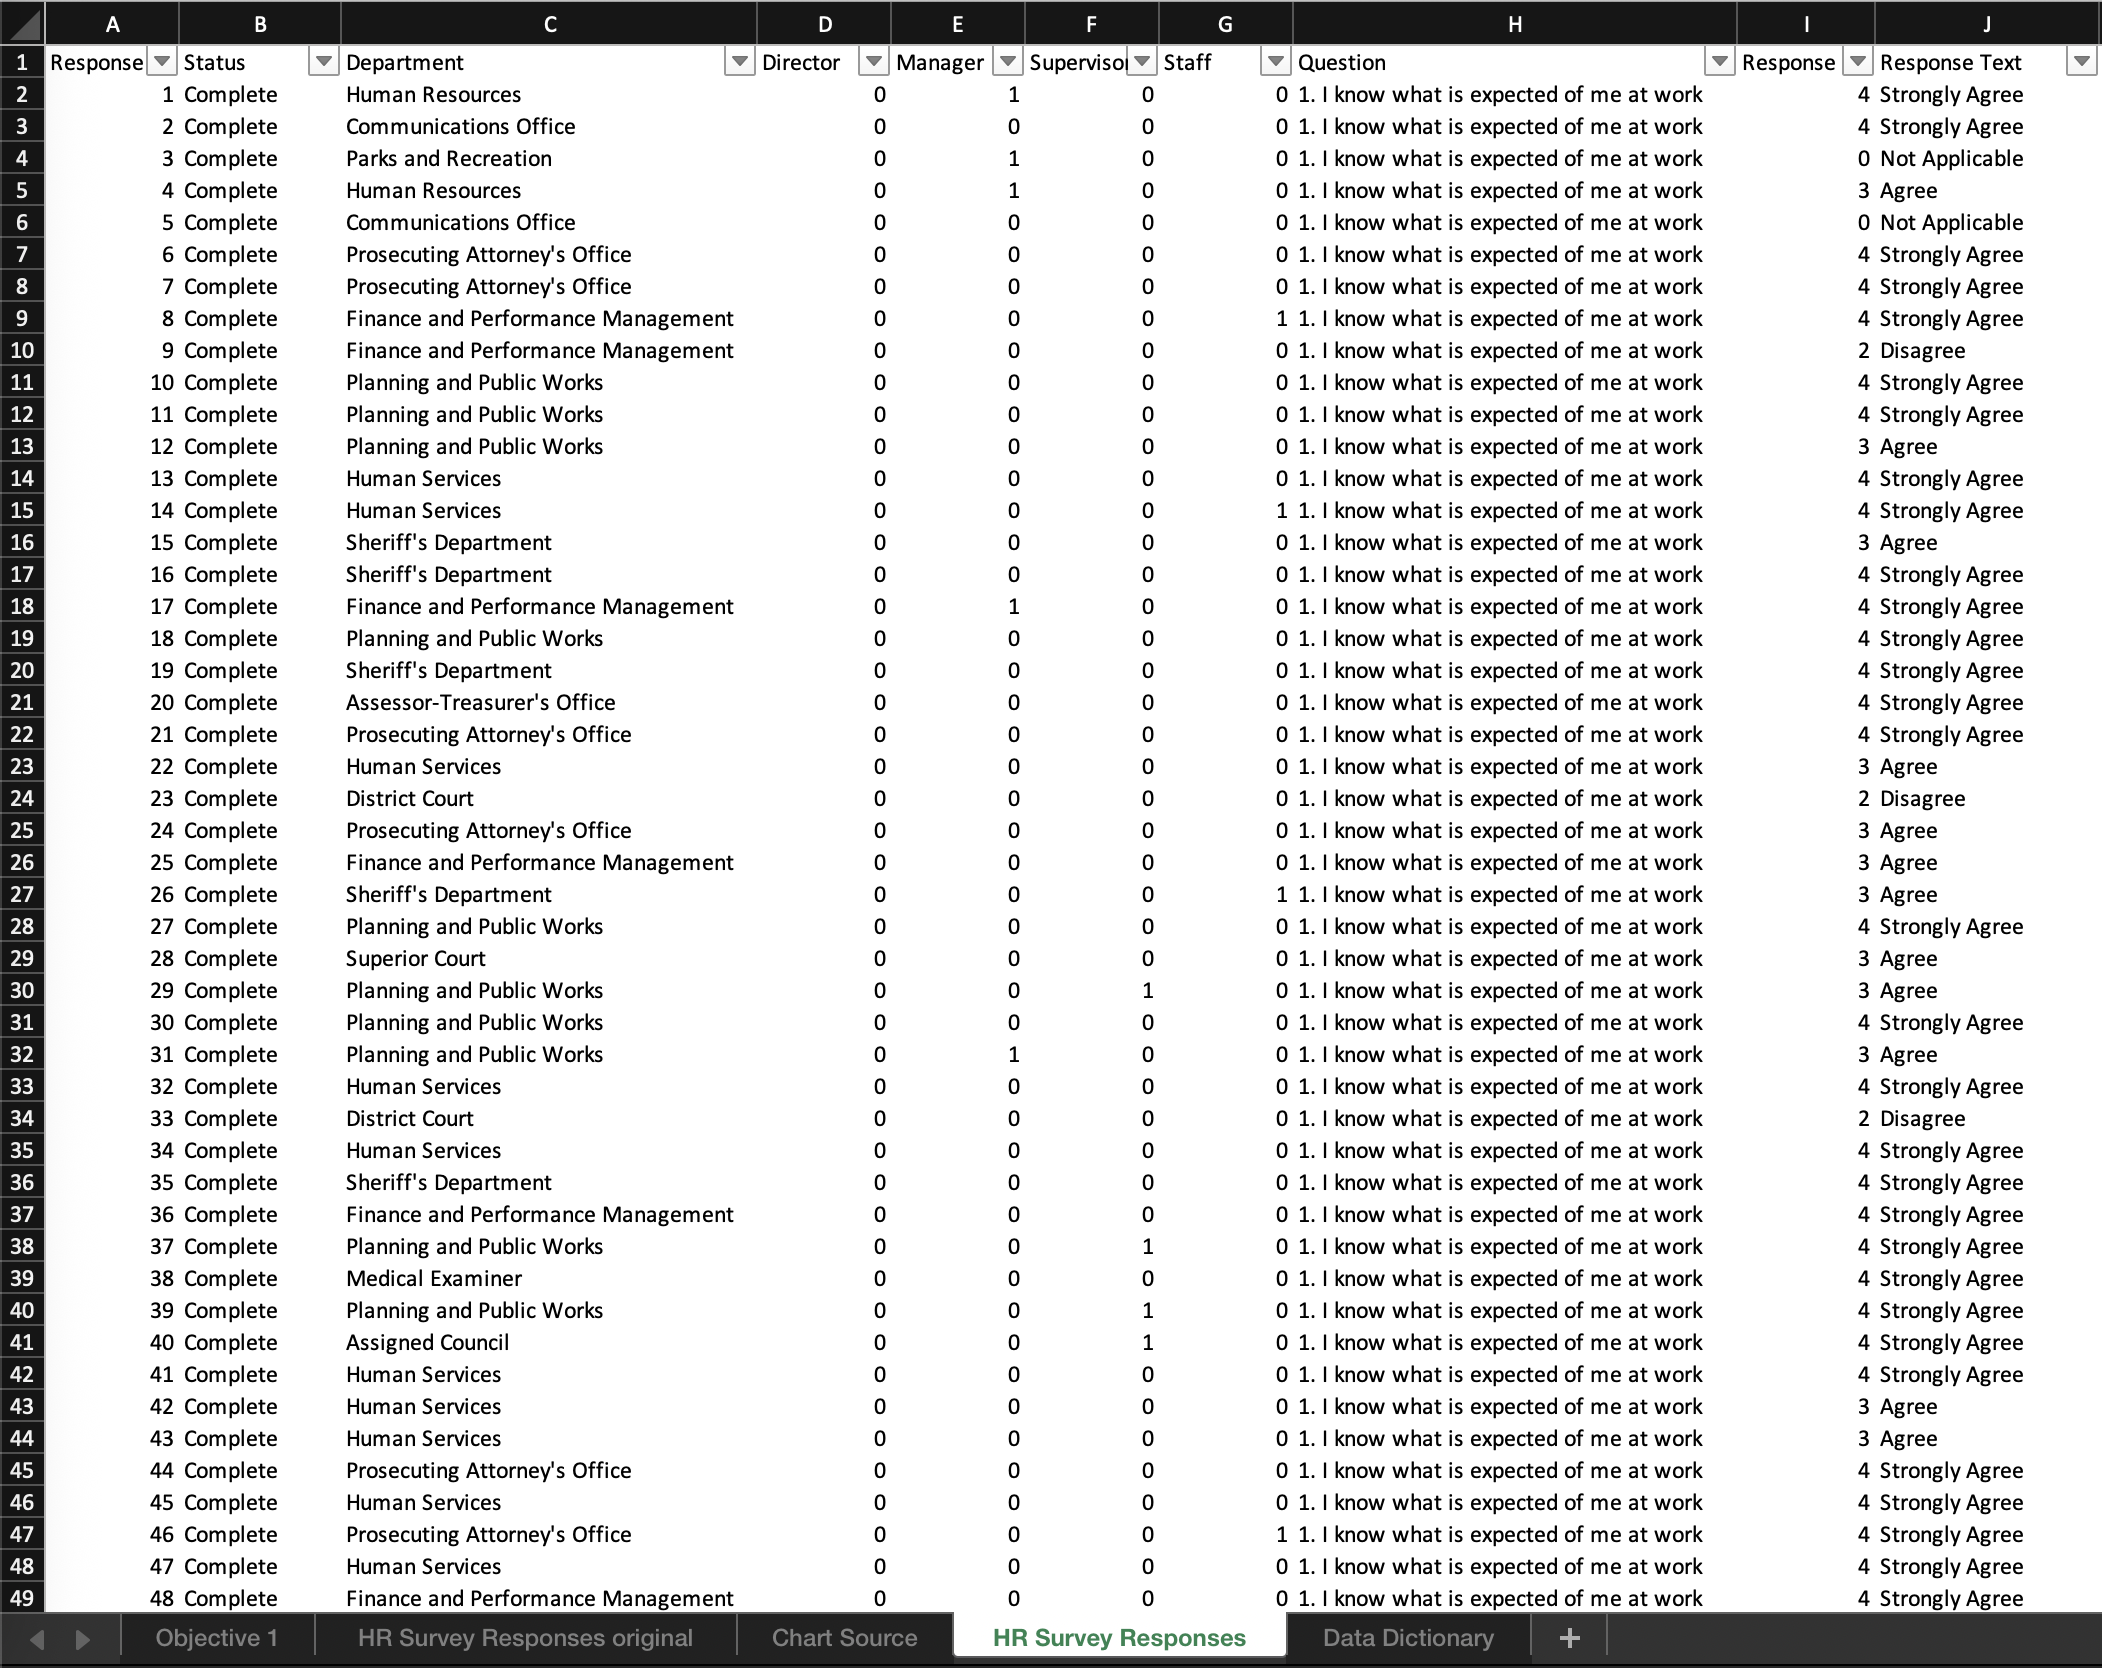 A B C D E F G H I J
1 Response Status Department Director Manager Supervisor Staff Question Response Response Text
2 1 Complete Human Resources 0 1 0 0 1. I know what is expected of me at work 4 Strongly Agree
3 2 Complete Communications Office 0 0 0 0 1. I know what is expected of me at work 4 Strongly Agree
4 3 Complete Parks and Recreation 0 1 0 0 1. I know what is expected of me at work 0 Not Applicable
5 4 Complete Human Resources 0 1 0 0 1. I know what is expected of me at work 3 Agree
6 5 Complete Communications Office 0 0 0 0 1. I know what is expected of me at work 0 Not Applicable
7 6 Complete Prosecuting Attorney's Office 0 0 0 0 1. I know what is expected of me at work 4 Strongly Agree
8 7 Complete Prosecuting Attorney's Office 0 0 0 0 1. I know what is expected of me at work 4 Strongly Agree
9 8 Complete Finance and Performance Management 0 0 0 1 1. I know what is expected of me at work 4 Strongly Agree
10 9 Complete Finance and Performance Management 0 0 0 0 1. I know what is expected of me at work 2 Disagree
11 10 Complete Planning and Public Works 0 0 0 0 1. I know what is expected of me at work 4 Strongly Agree
12 11 Complete Planning and Public Works 0 0 0 0 1. I know what is expected of me at work 4 Strongly Agree
13 12 Complete Planning and Public Works 0 0 0 0 1. I know what is expected of me at work 3 Agree
14 13 Complete Human Services 0 0 0 0 1. I know what is expected of me at work 4 Strongly Agree
15 14 Complete Human Services 0 0 0 1 1. I know what is expected of me at work 4 Strongly Agree
16 15 Complete Sheriff's Department 0 0 0 0 1. I know what is expected of me at work 3 Agree
17 16 Complete Sheriff's Department 0 0 0 0 1. I know what is expected of me at work 4 Strongly Agree
18 17 Complete Finance and Performance Management 0 1 0 0 1. I know what is expected of me at work 4 Strongly Agree
19 18 Complete Planning and Public Works 0 0 0 0 1. I know what is expected of me at work 4 Strongly Agree
20 19 Complete Sheriff's Department 0 0 0 0 1. I know what is expected of me at work 4 Strongly Agree
21 20 Complete Assessor-Treasurer's Office 0 0 0 0 1. I know what is expected of me at work 4 Strongly Agree
22 21 Complete Prosecuting Attorney's Office 0 0 0 0 1. I know what is expected of me at work 4 Strongly Agree
23 22 Complete Human Services 0 0 0 0 1. I know what is expected of me at work 3 Agree
24 23 Complete District Court 0 0 0 0 1. I know what is expected of me at work 2 Disagree
25 24 Complete Prosecuting Attorney's Office 0 0 0 0 1. I know what is expected of me at work 3 Agree
26 25 Complete Finance and Performance Management 0 0 0 0 1. I know what is expected of me at work 3 Agree
27 26 Complete Sheriff's Department 0 0 0 1 1. I know what is expected of me at work 3 Agree
28 27 Complete Planning and Public Works 0 0 0 0 1. I know what is expected of me at work 4 Strongly Agree
29 28 Complete Superior Court 0 0 0 0 1. I know what is expected of me at work 3 Agree
30 29 Complete Planning and Public Works 0 0 1 0 1. I know what is expected of me at work 3 Agree
31 30 Complete Planning and Public Works 0 0 0 0 1. I know what is expected of me at work 4 Strongly Agree
32 31 Complete Planning and Public Works 0 1 0 0 1. I know what is expected of me at work 3 Agree
33 32 Complete Human Services 0 0 0 0 1. I know what is expected of me at work 4 Strongly Agree
34 33 Complete District Court 0 0 0 0 1. I know what is expected of me at work 2 Disagree
35 34 Complete Human Services 0 0 0 0 1. I know what is expected of me at work 4 Strongly Agree
36 35 Complete Sheriff's Department 0 0 0 0 1. I know what is expected of me at work 4 Strongly Agree
37 36 Complete Finance and Performance Management 0 0 0 0 1. I know what is expected of me at work 4 Strongly Agree
38 37 Complete Planning and Public Works 0 0 1 0 1. I know what is expected of me at work 4 Strongly Agree
39 38 Complete Medical Examiner 0 0 0 0 1. I know what is expected of me at work 4 Strongly Agree
40 39 Complete Planning and Public Works 0 0 1 0 1. I know what is expected of me at work 4 Strongly Agree
41 40 Complete Assigned Council 0 0 1 0 1. I know what is expected of me at work 4 Strongly Agree
42 41 Complete Human Services 0 0 0 0 1. I know what is expected of me at work 4 Strongly Agree
43 42 Complete Human Services 0 0 0 0 1. I know what is expected of me at work 3 Agree
44 43 Complete Human Services 0 0 0 0 1. I know what is expected of me at work 3 Agree
45 44 Complete Prosecuting Attorney's Office 0 0 0 0 1. I know what is expected of me at work 4 Strongly Agree
46 45 Complete Human Services 0 0 0 0 1. I know what is expected of me at work 4 Strongly Agree
47 46 Complete Prosecuting Attorney's Office 0 0 0 1 1. I know what is expected of me at work 4 Strongly Agree
48 47 Complete Human Services 0 0 0 0 1. I know what is expected of me at work 4 Strongly Agree
49 48 Complete Finance and Performance Management 0 0 0 0 1. I know what is expected of me at work 4 Strongly Agree
Objective 1 HR Survey Responses original Chart Source HR Survey Responses Data Dictionary +